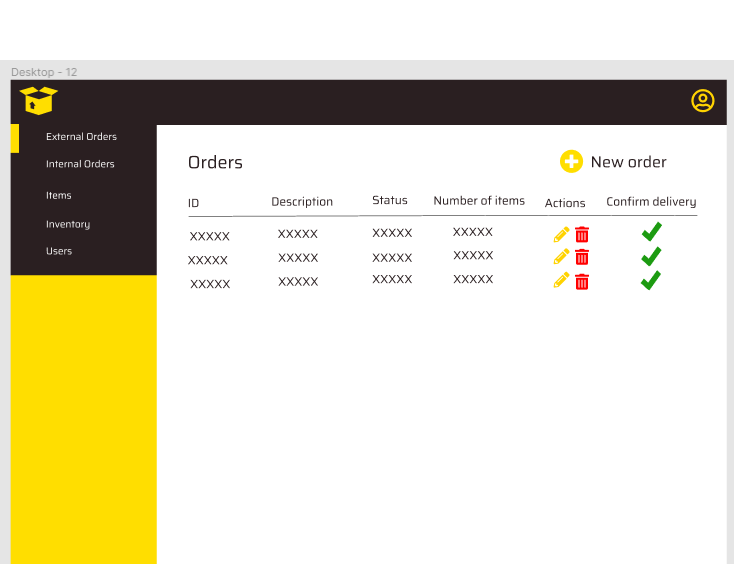 Desktop - 12
External Orders
Internal Orders
Items
Inventory
Users
Orders
New order
ID Description Status Number of items Actions Confirm delivery
XXXXX XXXXX XXXXX XXXXX
XXXXX XXXXX XXXXX XXXXX
XXXXX XXXXX XXXXX XXXXX